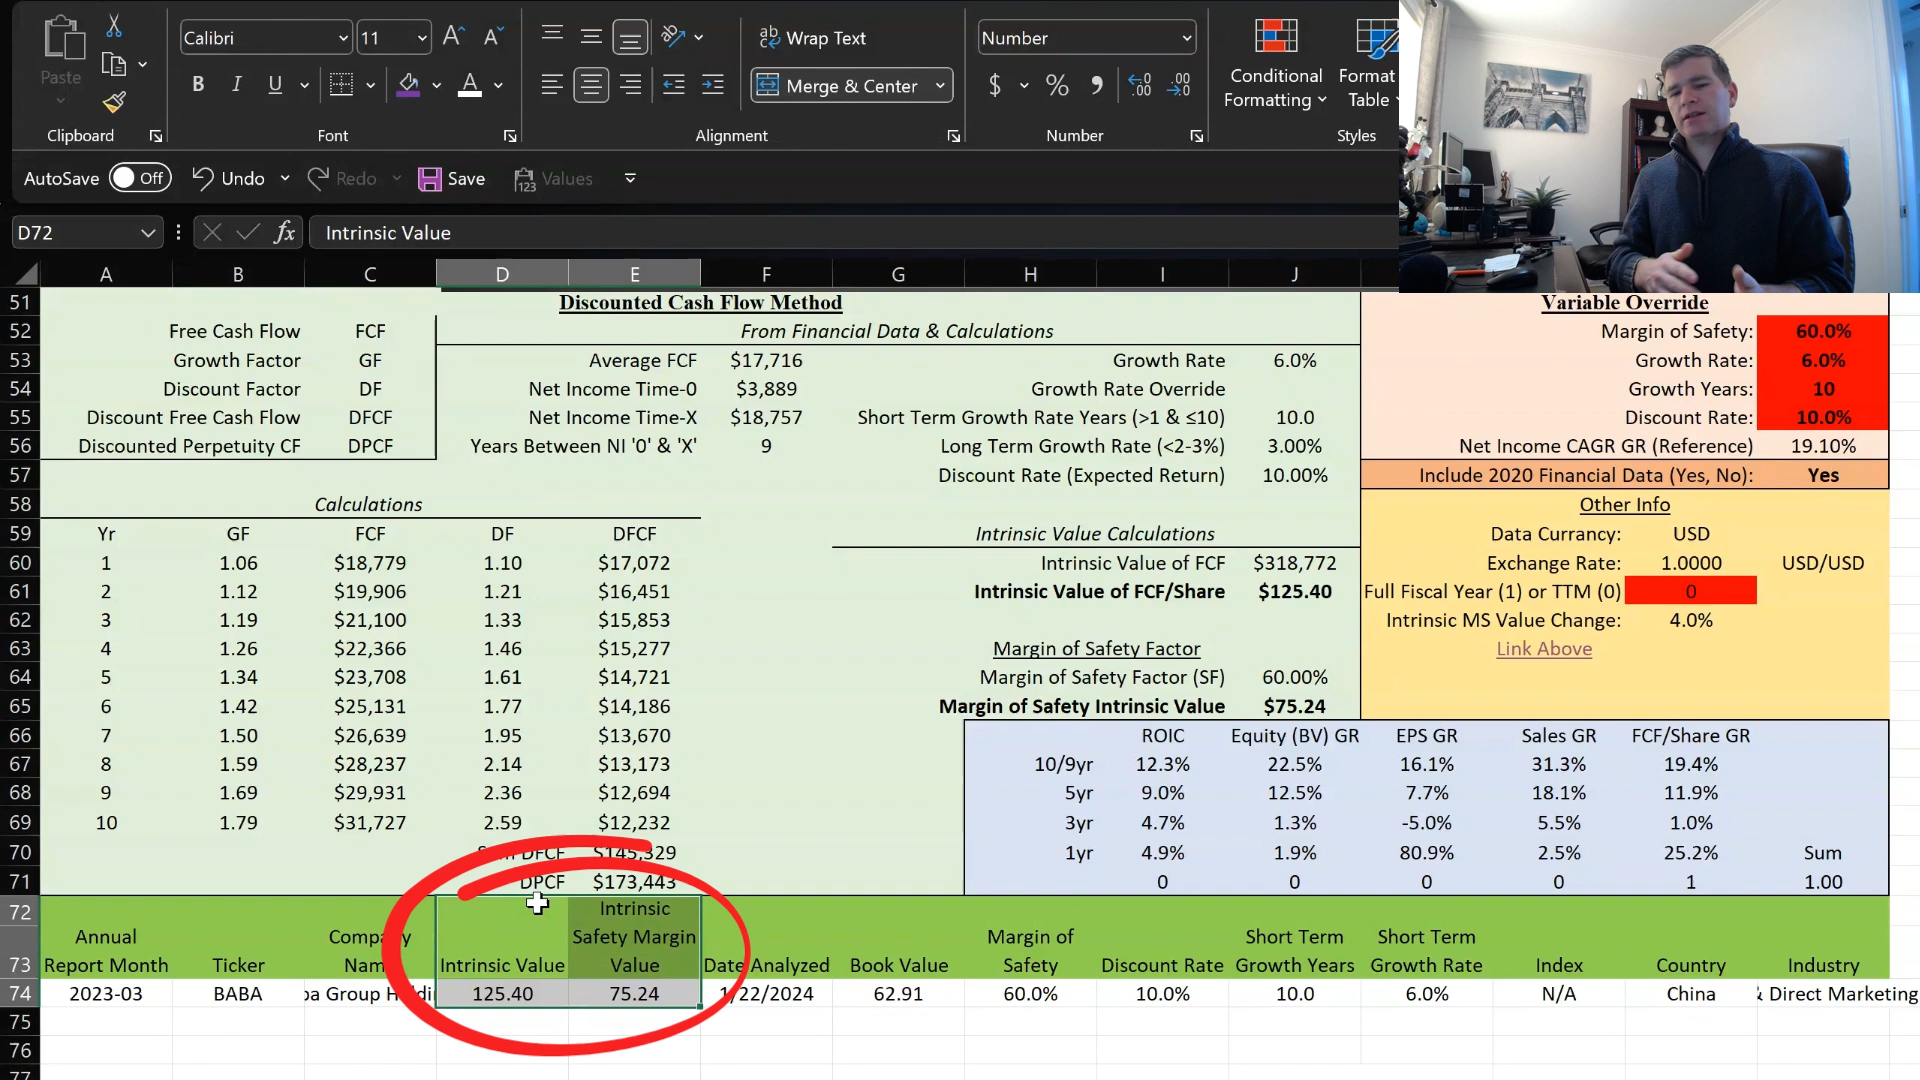 Calibri 11 Wrap Text Number
Paste B I U Merge & Center $ % Conditional Formatting Format Table
Clipboard Font Alignment Number Styles
AutoSave Off Undo Redo Save Values
D72 fx Intrinsic Value
A B C D E F G H I J
51 Discounted Cash Flow Method Variable Override
52 Free Cash Flow FCF From Financial Data & Calculations Margin of Safety: 60.0%
53 Growth Factor GF Average FCF $17,716 Growth Rate 6.0% Growth Rate: 6.0%
54 Discount Factor DF Net Income Time-0 $3,889 Growth Rate Override Growth Years: 10
55 Discount Free Cash Flow DFCF Net Income Time-X $18,757 Short Term Growth Rate Years (>1 & ≤10) 10.0 Discount Rate: 10.0%
56 Discounted Perpetuity CF DPCF Years Between NI '0' & 'X' 9 Long Term Growth Rate (<2-3%) 3.00% Net Income CAGR GR (Reference) 19.10%
57 Discount Rate (Expected Return) 10.00% Include 2020 Financial Data (Yes, No): Yes
58 Calculations Other Info
59 Yr GF FCF DF DFCF Intrinsic Value Calculations Data Currency: USD
60 1 1.06 $18,779 1.10 $17,072 Intrinsic Value of FCF $318,772 Exchange Rate: 1.0000 USD/USD
61 2 1.12 $19,906 1.21 $16,451 Intrinsic Value of FCF/Share $125.40 Full Fiscal Year (1) or TTM (0) 0
62 3 1.19 $21,100 1.33 $15,853 Intrinsic MS Value Change: 4.0%
63 4 1.26 $22,366 1.46 $15,277 Margin of Safety Factor Link Above
64 5 1.34 $23,708 1.61 $14,721 Margin of Safety Factor (SF) 60.00%
65 6 1.42 $25,131 1.77 $14,186 Margin of Safety Intrinsic Value $75.24
66 7 1.50 $26,639 1.95 $13,670 ROIC Equity (BV) GR EPS GR Sales GR FCF/Share GR
67 8 1.59 $28,237 2.14 $13,173 10/9yr 12.3% 22.5% 16.1% 31.3% 19.4%
68 9 1.69 $29,931 2.36 $12,694 5yr 9.0% 12.5% 7.7% 18.1% 11.9%
69 10 1.79 $31,727 2.59 $12,232 3yr 4.7% 1.3% -5.0% 5.5% 1.0%
70 DFCF $145,329 1yr 4.9% 1.9% 80.9% 2.5% 25.2% Sum
71 DPCF $173,443 0 0 0 0 1 1.00
72 Intrinsic
Annual Company Safety Margin Margin of Short Term Short Term
73 Report Month Ticker Name Intrinsic Value Value Date Analyzed Book Value Safety Discount Rate Growth Years Growth Rate Index Country Industry
74 2023-03 BABA Group 125.40 75.24 1/22/2024 62.91 60.0% 10.0% 10.0 6.0% N/A China & Direct Marketing
75
76
77